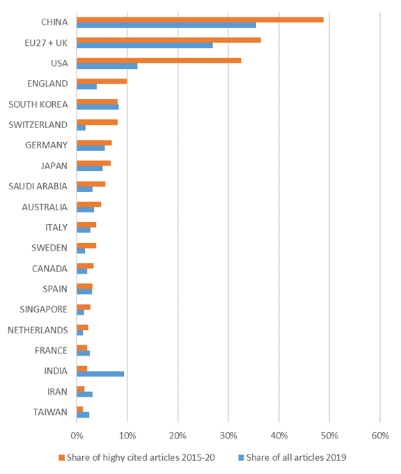 CHINA
EU27 + UK
USA
ENGLAND
SOUTH KOREA
SWITZERLAND
GERMANY
JAPAN
SAUDI ARABIA
AUSTRALIA
ITALY
SWEDEN
CANADA
SPAIN
SINGAPORE
NETHERLANDS
FRANCE
INDIA
IRAN
TAIWAN
0% 10% 20% 30% 40% 50% 60%
Share of highy cited articles 2015-20 Share of all articles 2019